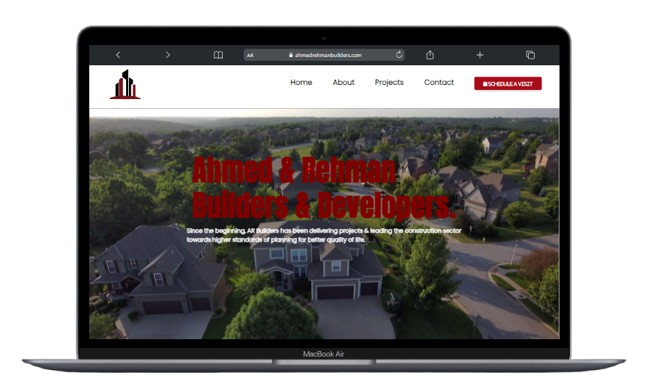 AA ahmedrehmanbuilders.com
Home About Projects Contact SCHEDULE A VISIT
Ahmed & Rehman
Builders & Developers.
Since the beginning, AR Builders has been delivering projects & leading the construction sector
towards higher standards of planning for better quality of life.
MacBook Air